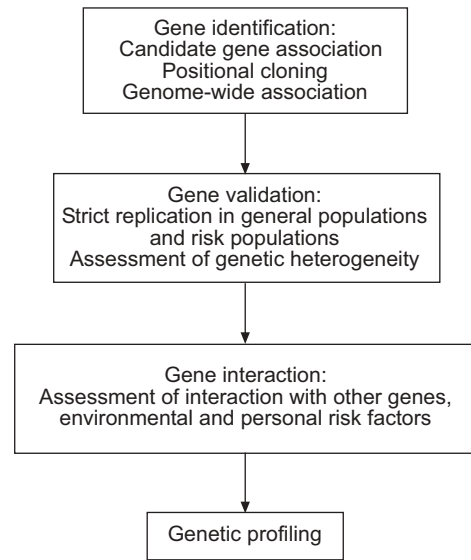 Gene identification:
Candidate gene association
Positional cloning
Genome-wide association
Gene validation:
Strict replication in general populations
and risk populations
Assessment of genetic heterogeneity
Gene interaction:
Assessment of interaction with other genes,
environmental and personal risk factors
Genetic profiling